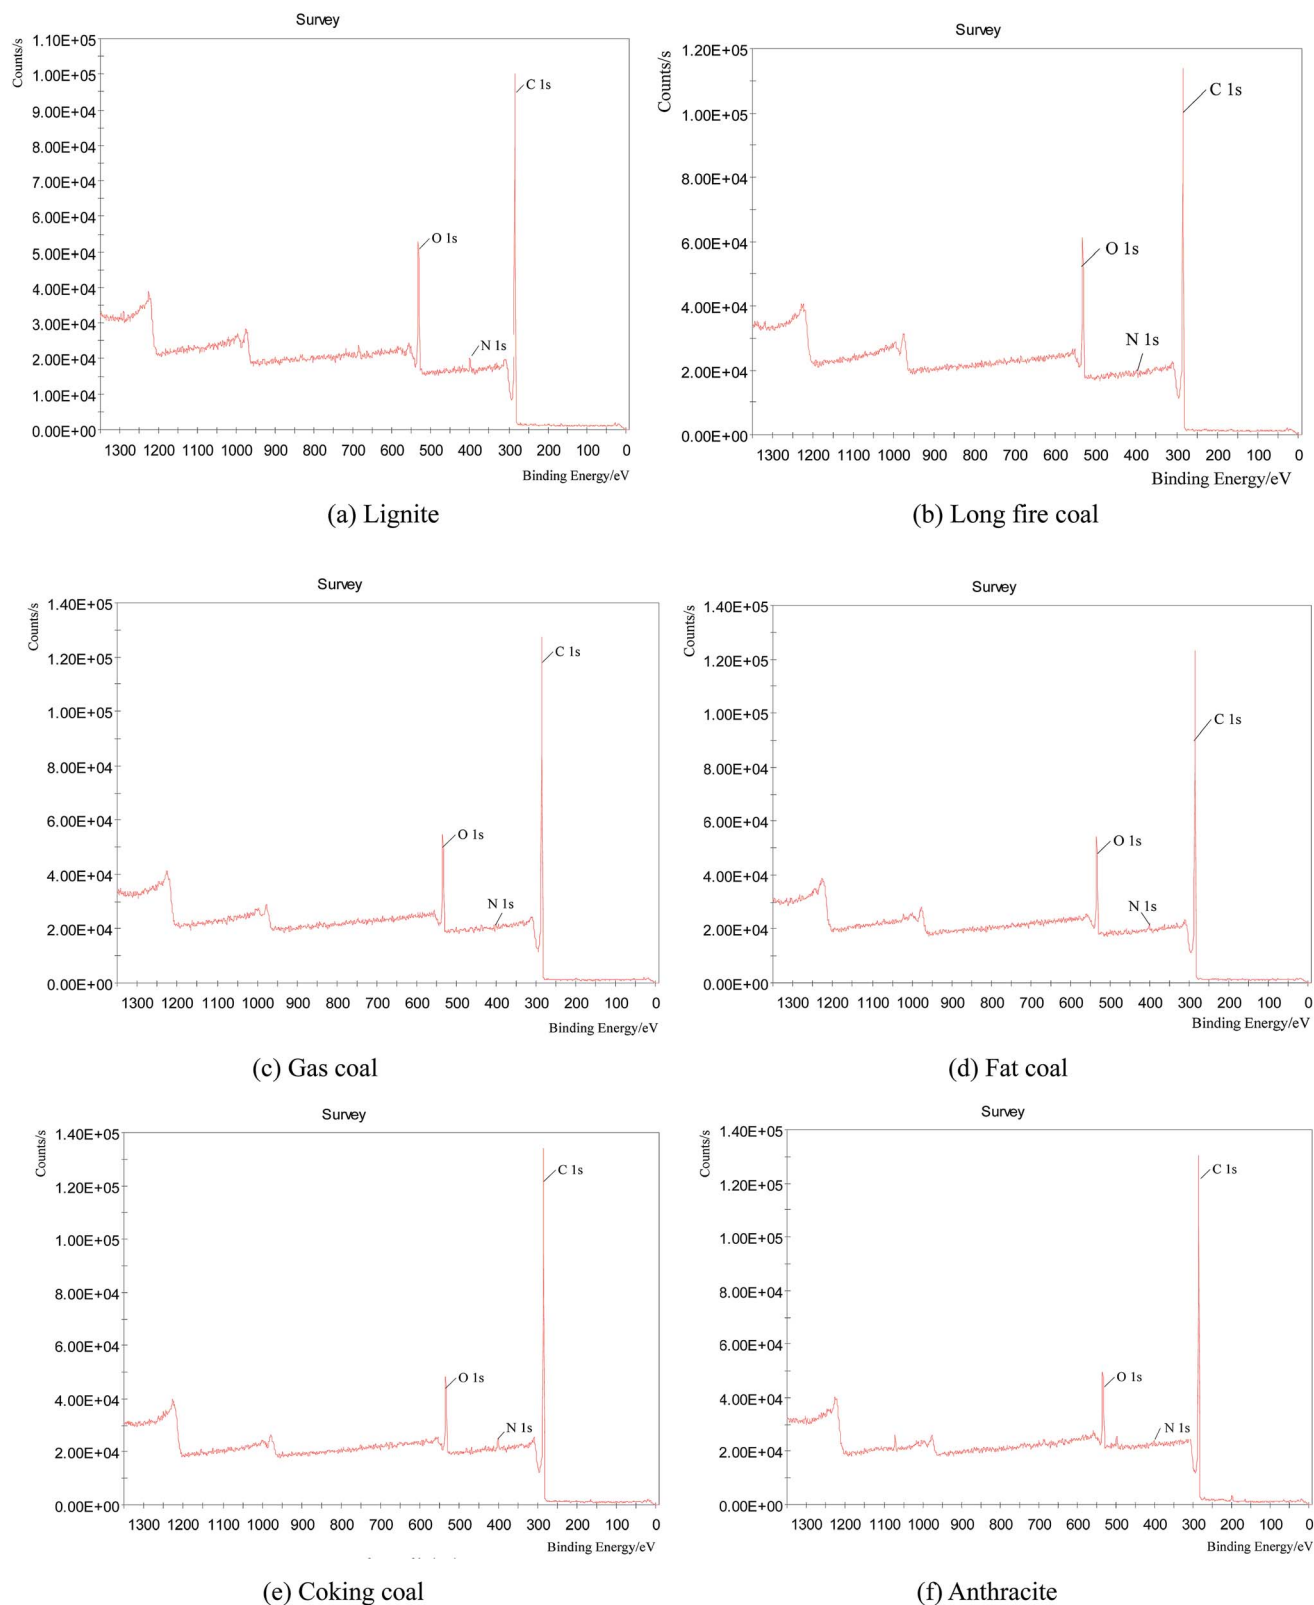 Survey
Counts/s
1.10E+05
1.00E+05
9.00E+04
8.00E+04
7.00E+04
6.00E+04
5.00E+04
4.00E+04
3.00E+04
2.00E+04
1.00E+04
0.00E+00
C 1s
O 1s
N 1s
1300 1200 1100 1000 900 800 700 600 500 400 300 200 100 0
Binding Energy/eV
(a) Lignite
Survey
Counts/s
1.20E+05
1.00E+05
8.00E+04
6.00E+04
4.00E+04
2.00E+04
0.00E+00
C 1s
O 1s
N 1s
1300 1200 1100 1000 900 800 700 600 500 400 300 200 100 0
Binding Energy/eV
(b) Long fire coal
Survey
Counts/s
1.40E+05
1.20E+05
1.00E+05
8.00E+04
6.00E+04
4.00E+04
2.00E+04
0.00E+00
C 1s
O 1s
N 1s
1300 1200 1100 1000 900 800 700 600 500 400 300 200 100 0
Binding Energy/eV
(c) Gas coal
Survey
Counts/s
1.40E+05
1.20E+05
1.00E+05
8.00E+04
6.00E+04
4.00E+04
2.00E+04
0.00E+00
C 1s
O 1s
N 1s
1300 1200 1100 1000 900 800 700 600 500 400 300 200 100 0
Binding Energy/eV
(d) Fat coal
Survey
Counts/s
1.40E+05
1.20E+05
1.00E+05
8.00E+04
6.00E+04
4.00E+04
2.00E+04
0.00E+00
C 1s
O 1s
N 1s
1300 1200 1100 1000 900 800 700 600 500 400 300 200 100 0
Binding Energy/eV
(e) Coking coal
Survey
Counts/s
1.40E+05
1.20E+05
1.00E+05
8.00E+04
6.00E+04
4.00E+04
2.00E+04
0.00E+00
C 1s
O 1s
N 1s
1300 1200 1100 1000 900 800 700 600 500 400 300 200 100 0
Binding Energy/eV
(f) Anthracite